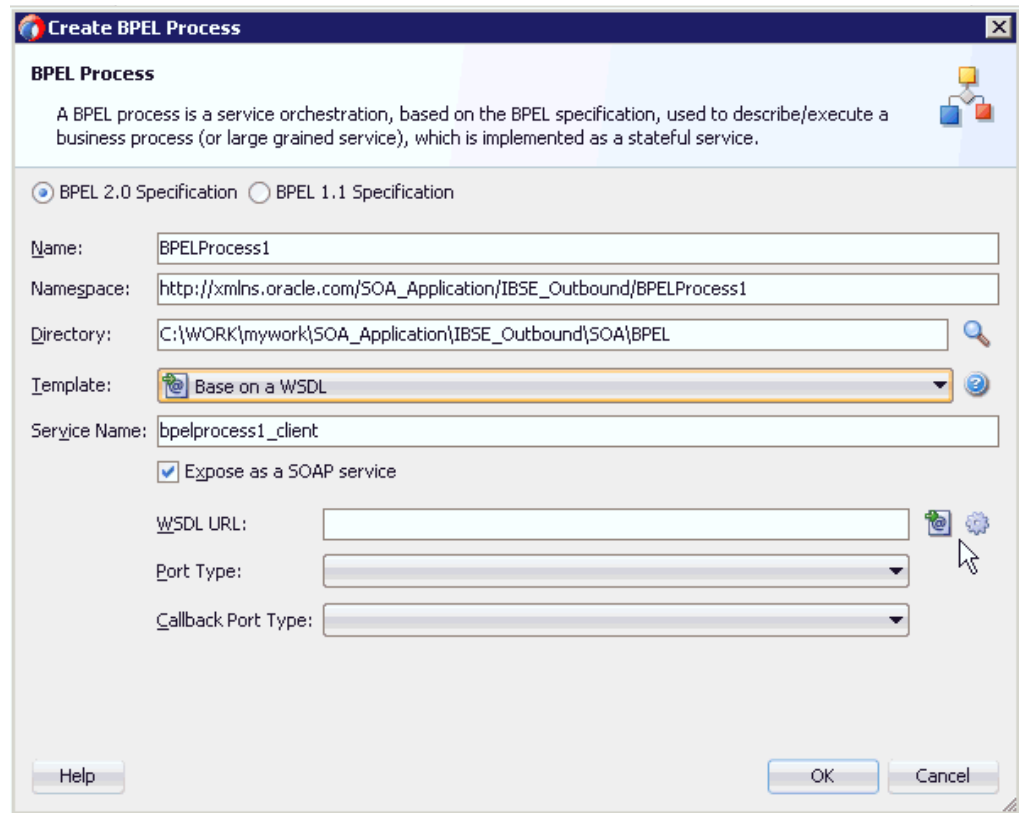 Create BPEL Process
BPEL Process
A BPEL process is a service orchestration, based on the BPEL specification, used to describe/execute a
business process (or large grained service), which is implemented as a stateful service.
BPEL 2.0 Specification BPEL 1.1 Specification
Name: BPELProcess1
Namespace: http://xmlns.oracle.com/SOA_Application/IBSE_Outbound/BPELProcess1
Directory: C:\WORK\mywork\SOA_Application\IBSE_Outbound\SOA\BPEL
Template: Base on a WSDL
Service Name: bpelprocess1_client
Expose as a SOAP service
WSDL URL:
Port Type:
Callback Port Type:
Help OK Cancel